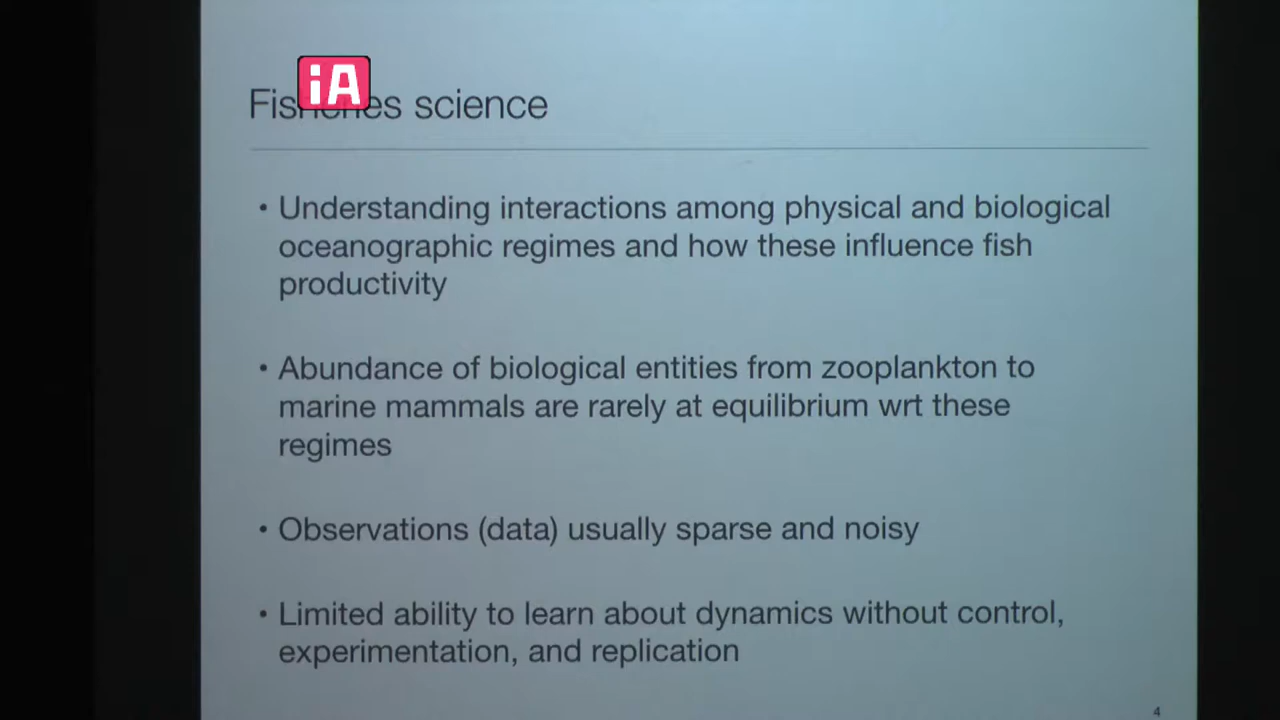 iA
Fisheries science
• Understanding interactions among physical and biological
oceanographic regimes and how these influence fish
productivity
• Abundance of biological entities from zooplankton to
marine mammals are rarely at equilibrium wrt these
regimes
• Observations (data) usually sparse and noisy
• Limited ability to learn about dynamics without control,
experimentation, and replication
4